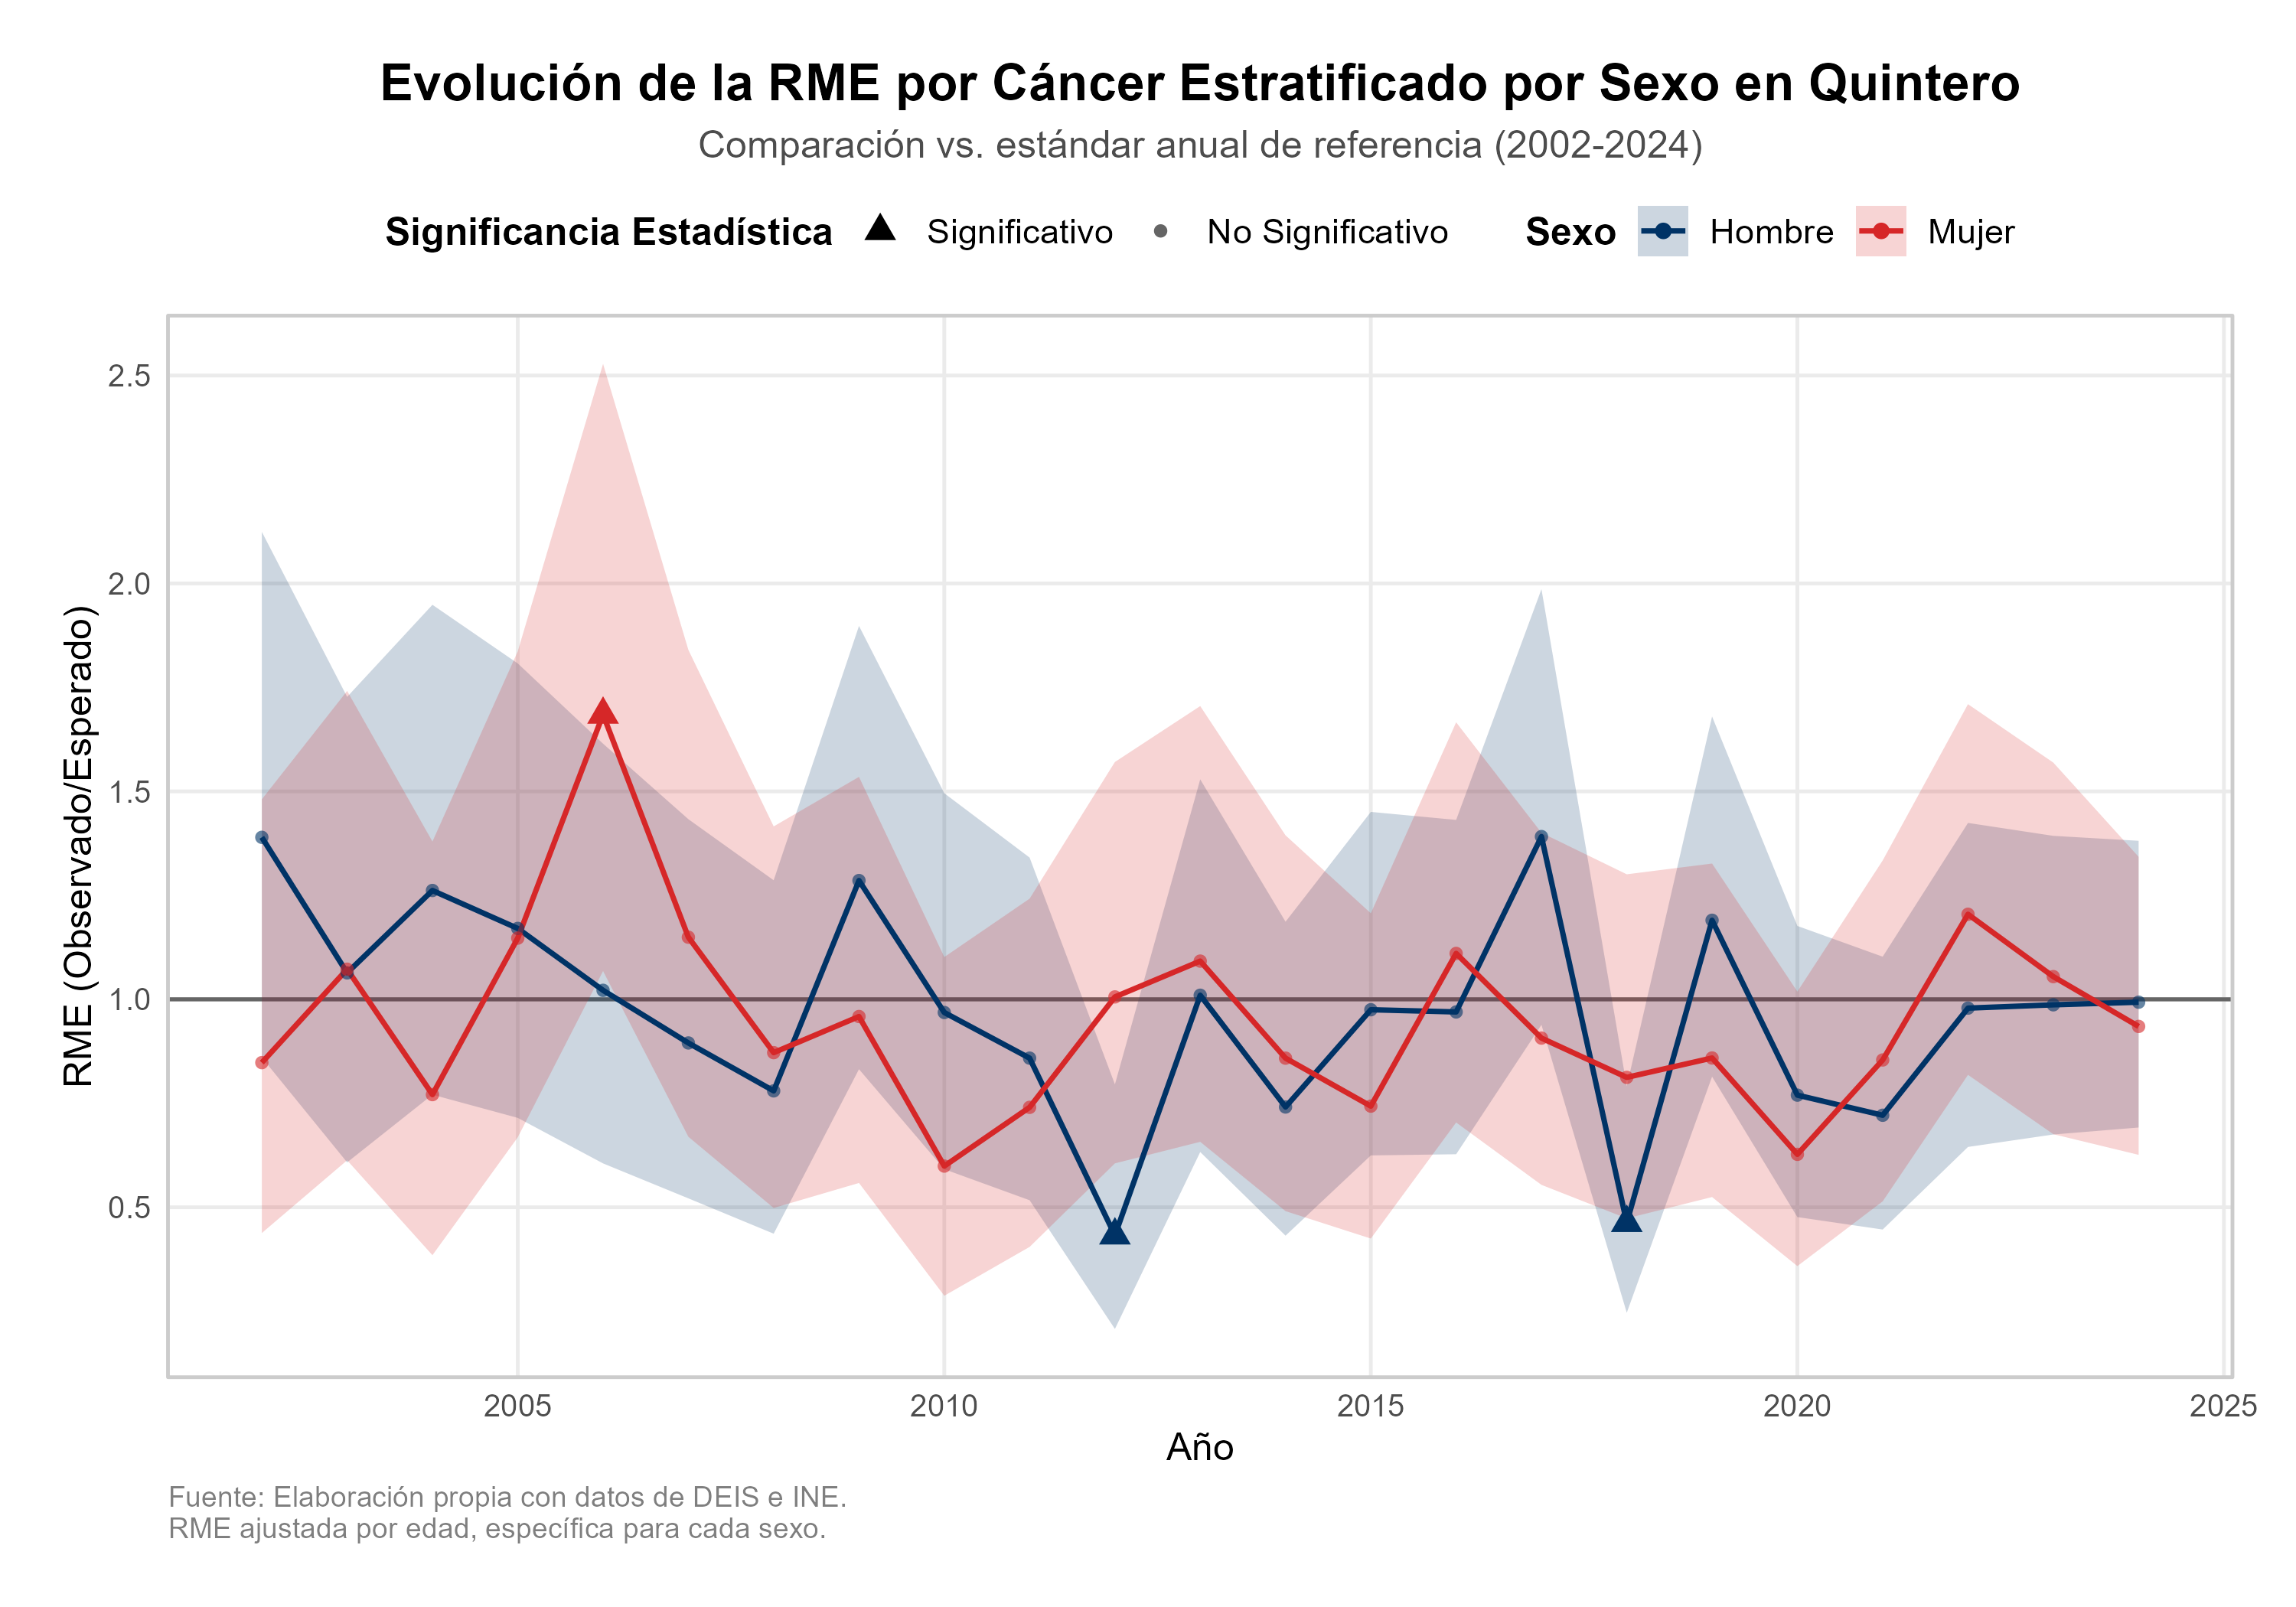 Evolución de la RME por Cáncer Estratificado por Sexo en Quintero
Comparación vs. estándar anual de referencia (2002-2024)
Significancia Estadística Significativo No Significativo Sexo Hombre Mujer
RME (Observado/Esperado)
2.5
2.0
1.5
1.0
0.5
2005 2010 2015 2020 2025
Año
Fuente: Elaboración propia con datos de DEIS e INE.
RME ajustada por edad, específica para cada sexo.